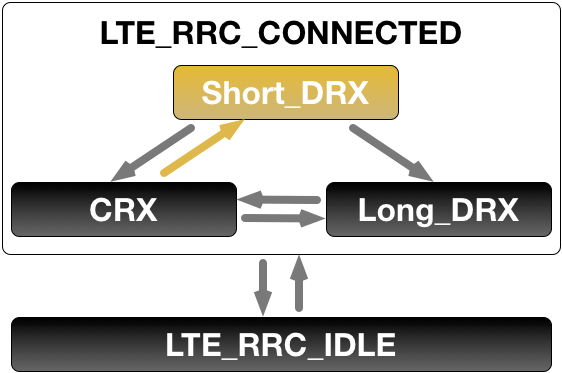 LTE_RRC_CONNECTED
Short_DRX
CRX
Long_DRX
LTE_RRC_IDLE